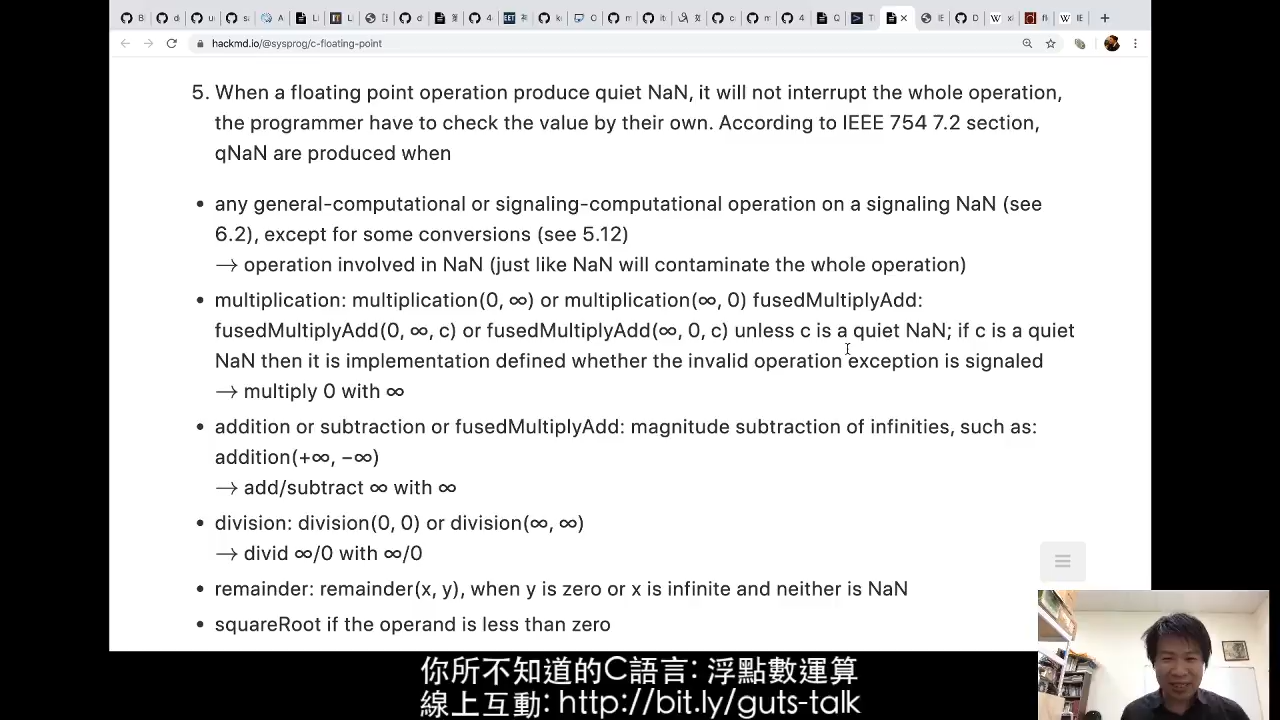 hackmd.io/@sysprog/c-floating-point
5. When a floating point operation produce quiet NaN, it will not interrupt the whole operation,
the programmer have to check the value by their own. According to IEEE 754 7.2 section,
qNaN are produced when
• any general-computational or signaling-computational operation on a signaling NaN (see
6.2), except for some conversions (see 5.12)
→ operation involved in NaN (just like NaN will contaminate the whole operation)
• multiplication: multiplication(0, ∞) or multiplication(∞, 0) fusedMultiplyAdd:
fusedMultiplyAdd(0, ∞, c) or fusedMultiplyAdd(∞, 0, c) unless c is a quiet NaN; if c is a quiet
NaN then it is implementation defined whether the invalid operation exception is signaled
→ multiply 0 with ∞
• addition or subtraction or fusedMultiplyAdd: magnitude subtraction of infinities, such as:
addition(+∞, −∞)
→ add/subtract ∞ with ∞
• division: division(0, 0) or division(∞, ∞)
→ divid ∞/0 with ∞/0
• remainder: remainder(x, y), when y is zero or x is infinite and neither is NaN
• squareRoot if the operand is less than zero
你所不知道的C語言: 浮點數運算
線上互動: http://bit.ly/guts-talk